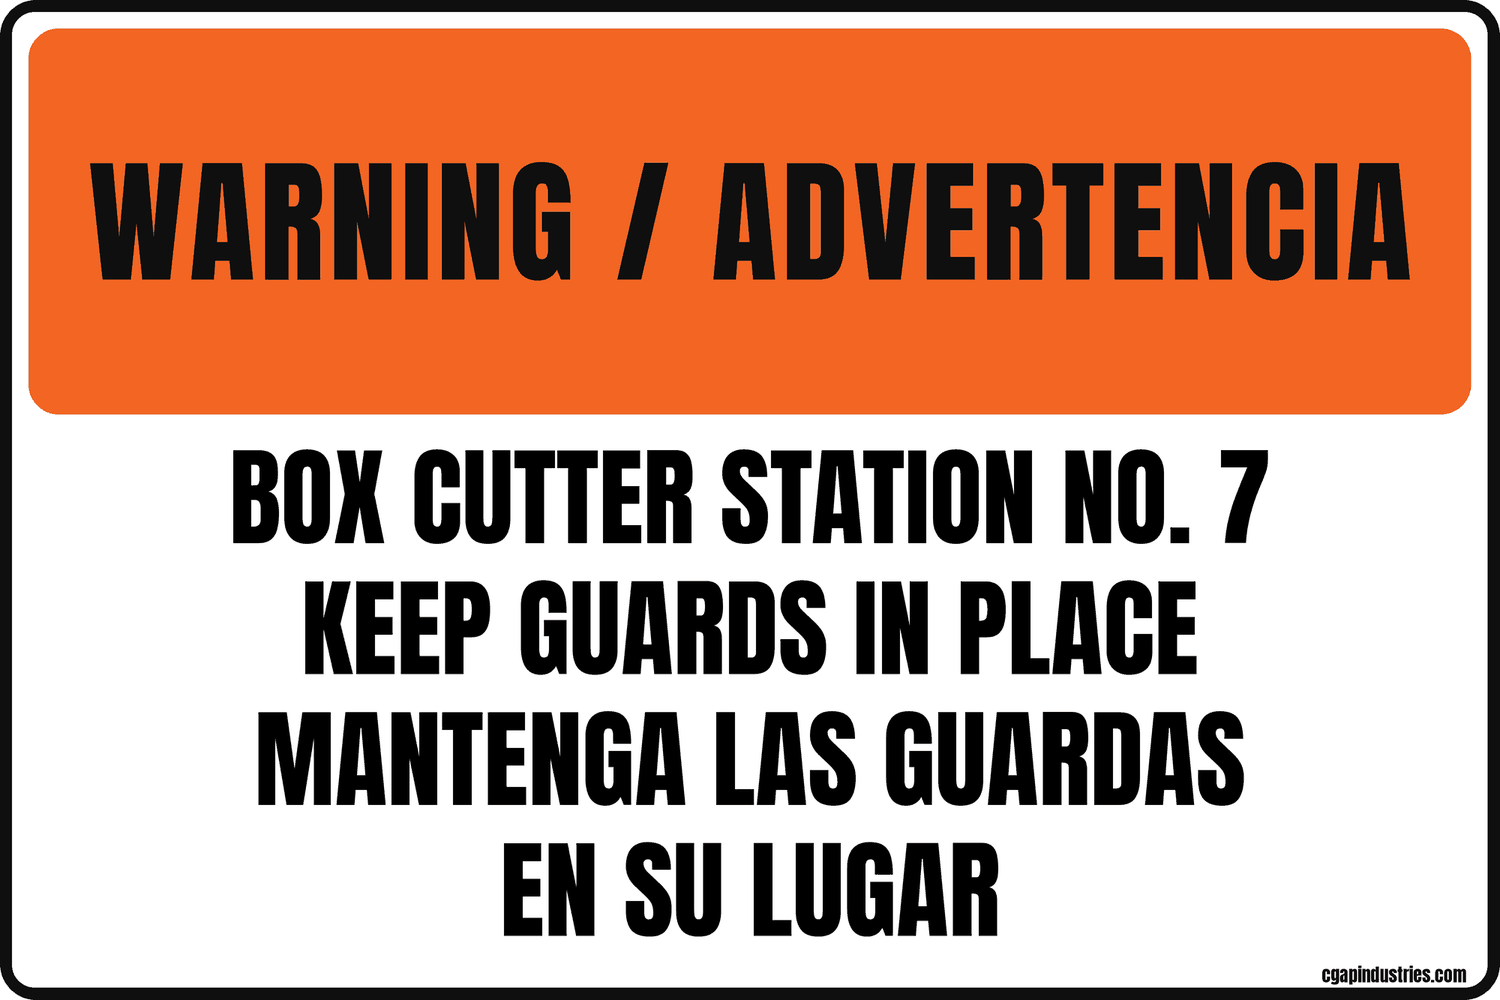 WARNING / ADVERTENCIA
BOX CUTTER STATION NO. 7
KEEP GUARDS IN PLACE
MANTENGA LAS GUARDAS
EN SU LUGAR
cgapindustries.com